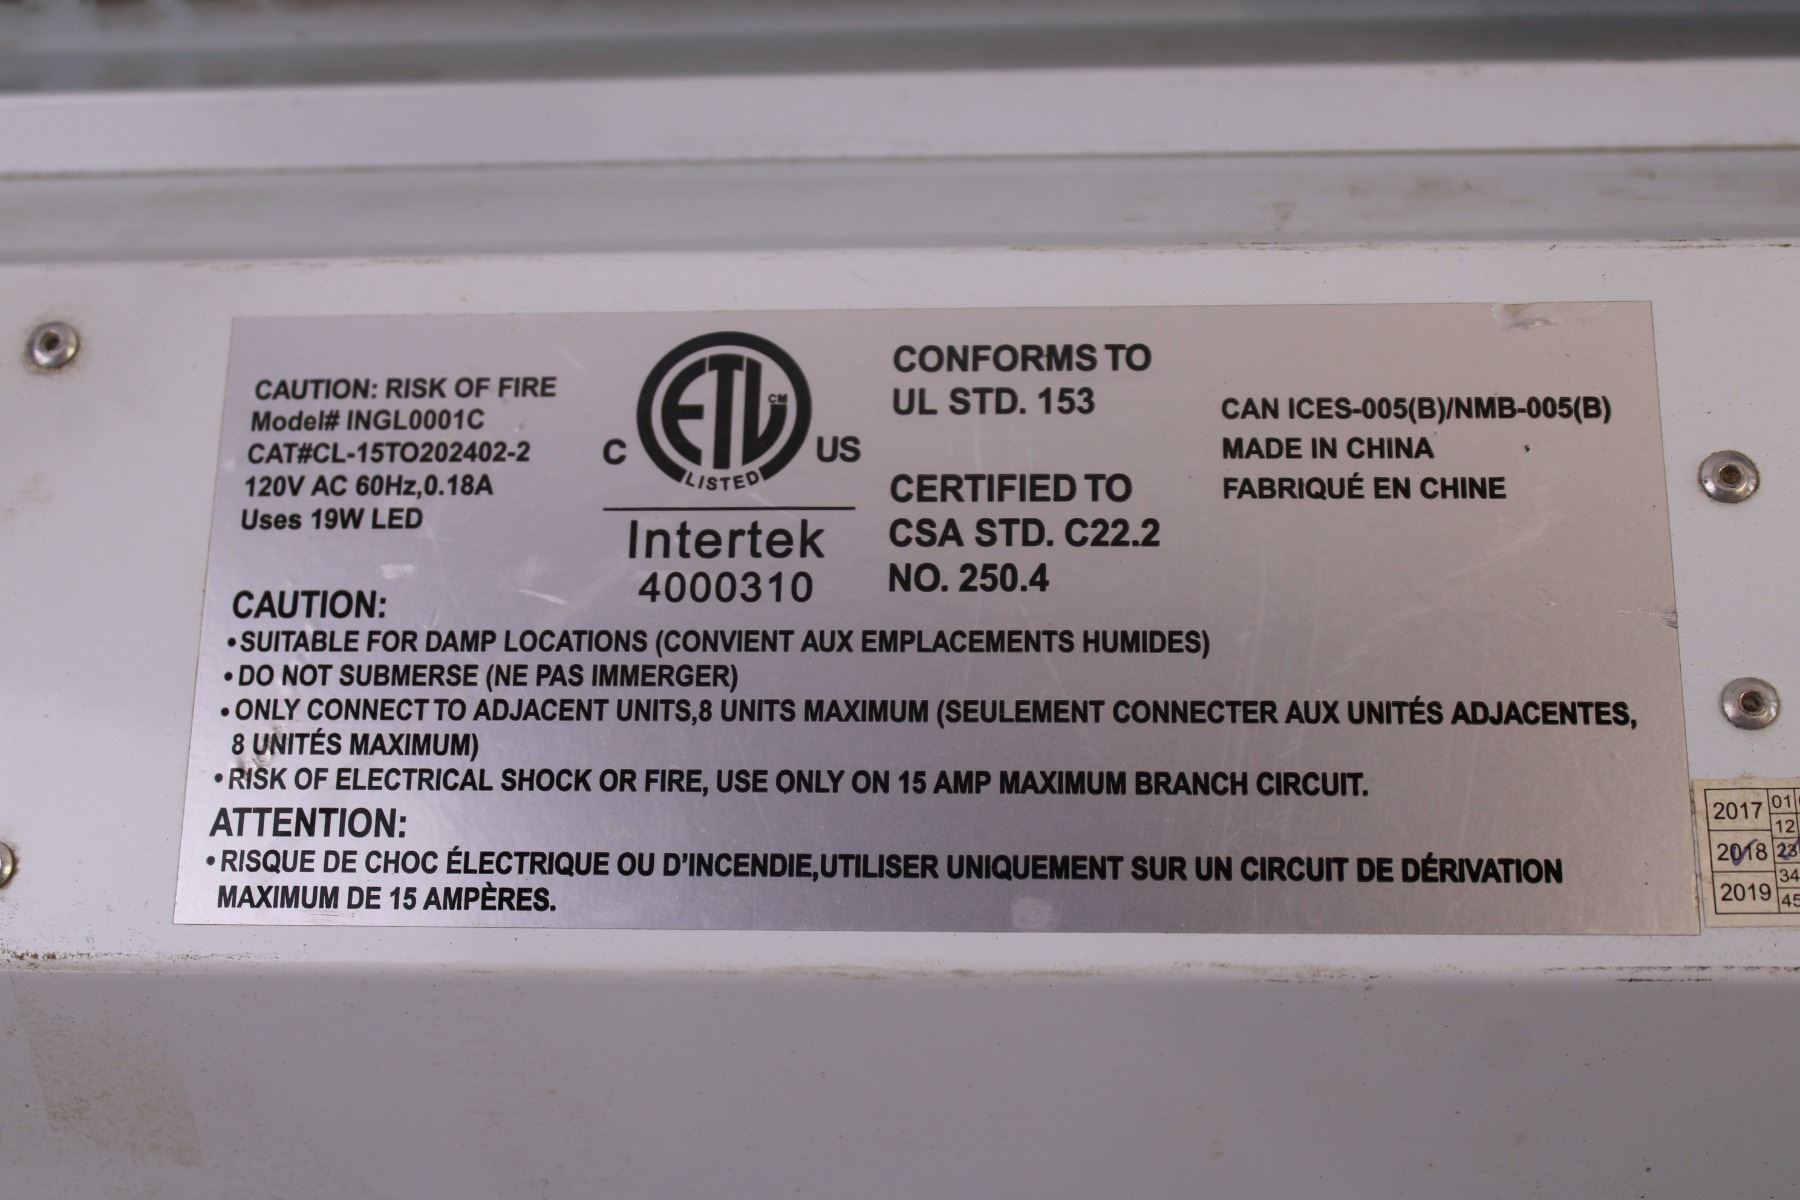 CAUTION: RISK OF FIRE
Model# INGL0001C
CAT#CL-15TO202402-2
120V AC 60Hz,0.18A
Uses 19W LED
ETL CM
C US
LISTED
Intertek
4000310
CONFORMS TO
UL STD. 153
CERTIFIED TO
CSA STD. C22.2
NO. 250.4
CAN ICES-005(B)/NMB-005(B)
MADE IN CHINA
FABRIQUÉ EN CHINE
CAUTION:
•SUITABLE FOR DAMP LOCATIONS (CONVIENT AUX EMPLACEMENTS HUMIDES)
•DO NOT SUBMERSE (NE PAS IMMERGER)
•ONLY CONNECT TO ADJACENT UNITS,8 UNITS MAXIMUM (SEULEMENT CONNECTER AUX UNITÉS ADJACENTES,
8 UNITÉS MAXIMUM)
•RISK OF ELECTRICAL SHOCK OR FIRE, USE ONLY ON 15 AMP MAXIMUM BRANCH CIRCUIT.
ATTENTION:
•RISQUE DE CHOC ÉLECTRIQUE OU D'INCENDIE,UTILISER UNIQUEMENT SUR UN CIRCUIT DE DÉRIVATION
MAXIMUM DE 15 AMPÈRES.
2017 01
12
2018 23
34
2019 45